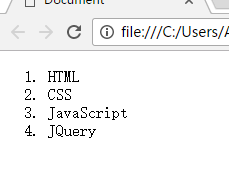 Document
file:///C:/Users/
1. HTML
2. CSS
3. JavaScript
4. JQuery